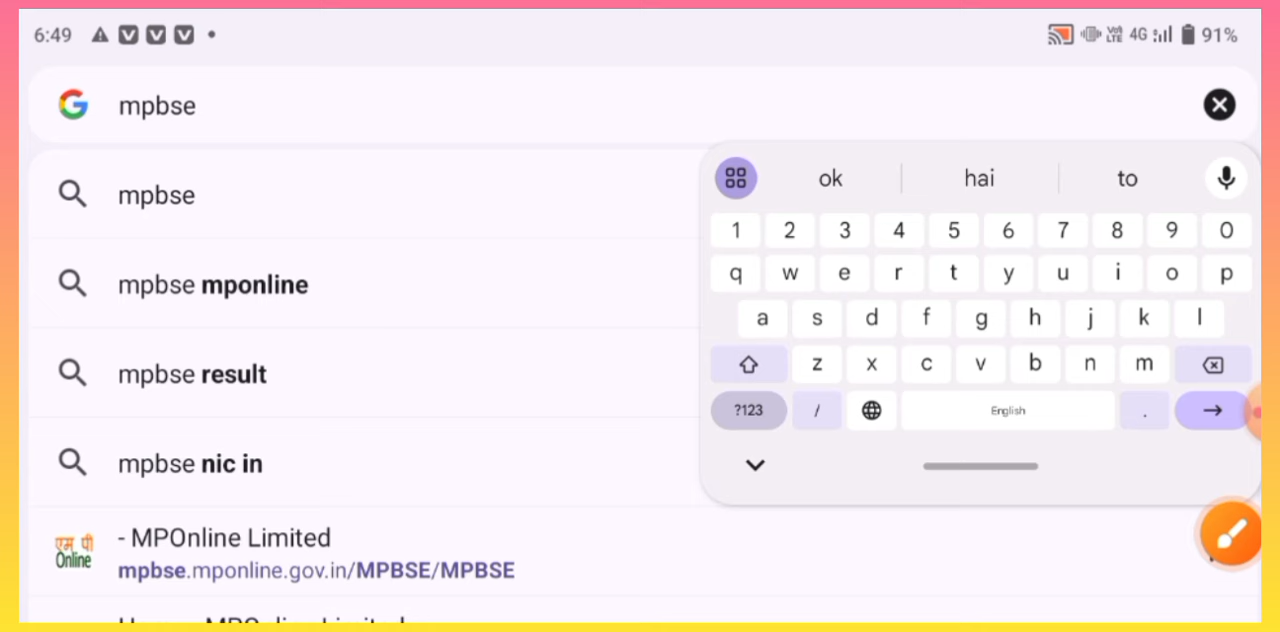 6:49 4G 91%
mpbse
mpbse
mpbse mponline
mpbse result
mpbse nic in
एम पी
Online
- MPOnline Limited
mpbse.mponline.gov.in/MPBSE/MPBSE
ok hai to
1 2 3 4 5 6 7 8 9 0
q w e r t y u i o p
a s d f g h j k l
z x c v b n m
?123 / English .